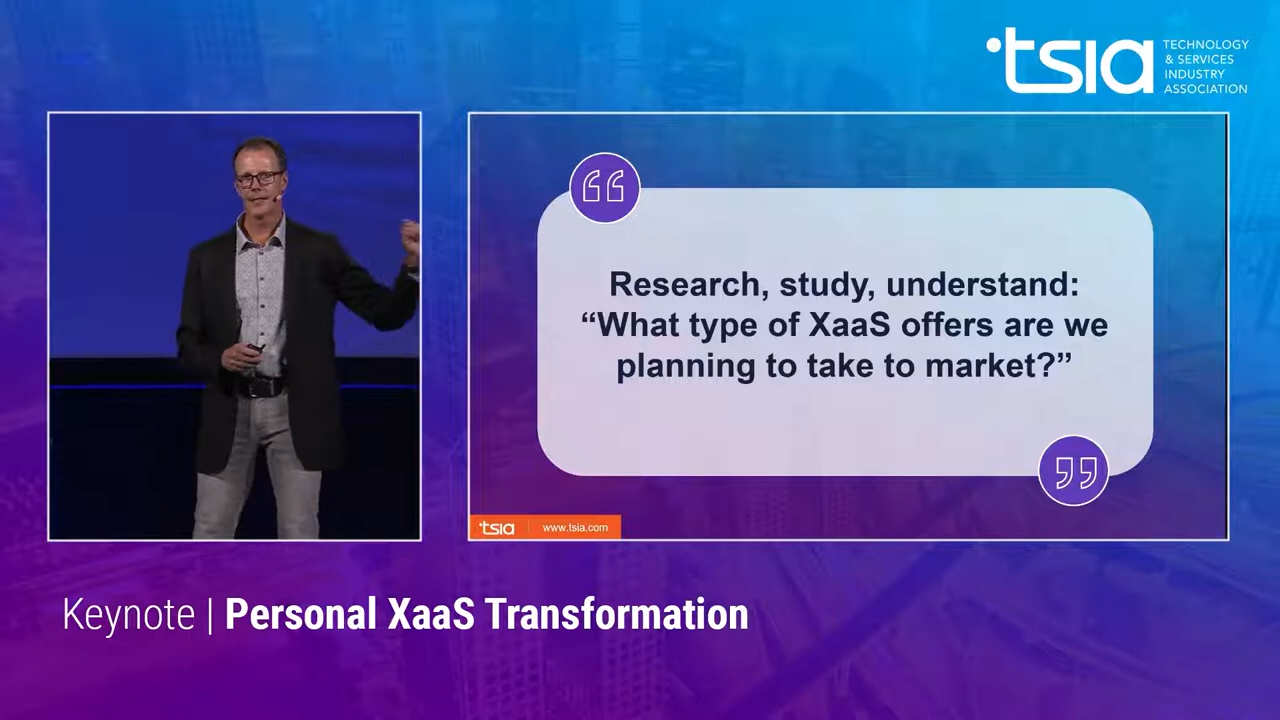 tsia
TECHNOLOGY
& SERVICES
INDUSTRY
ASSOCIATION
Research, study, understand:
“What type of XaaS offers are we
planning to take to market?”
tsia | www.tsia.com
Keynote | Personal XaaS Transformation